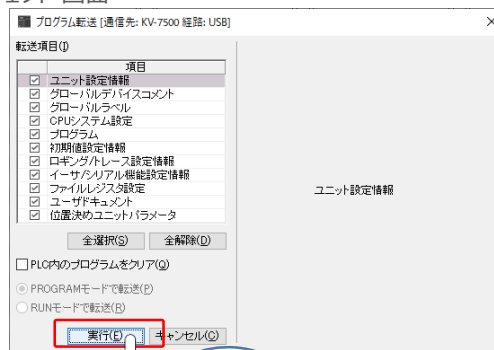 プログラム転送 [通信先: KV-7500 経路: USB]
転送項目(I)
項目
ユニット設定情報
グローバルデバイスコメント
グローバルラベル
CPUシステム設定
プログラム
初期値設定情報
ロギング/トレース設定情報
イーサ/シリアル機能設定情報
ファイルレジスタ設定
ユーザドキュメント
位置決めユニットパラメータ
ユニット設定情報
全選択(S) 全解除(D)
PLC内のプログラムをクリア(Q)
PROGRAMモードで転送(P)
RUNモードで転送(R)
実行(E) キャンセル(C)